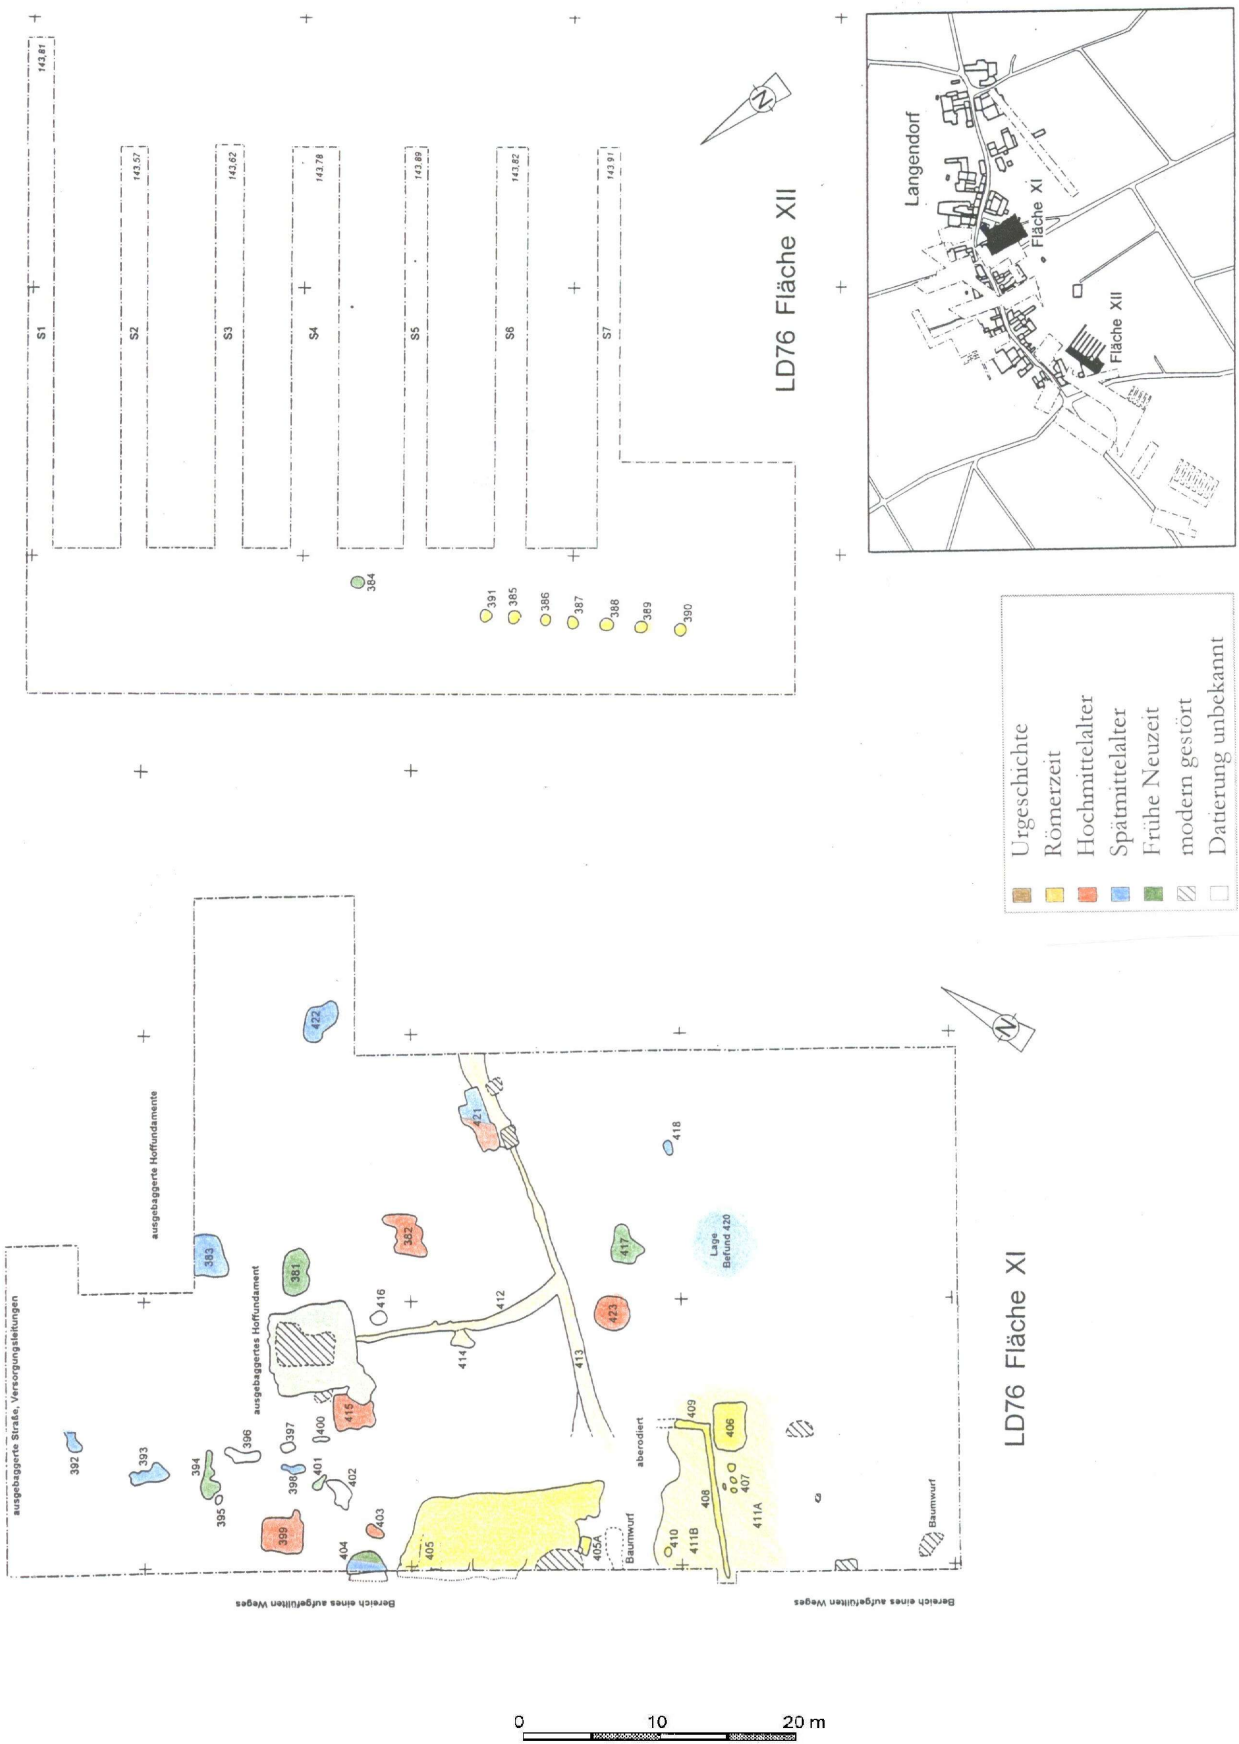 143,81
S1
143,57
S2
143,62
S3
143,78
S4
143,89
S5
143,82
S6
143,91
S7
384
391
385
386
387
388
389
390
N
LD76 Fläche XII
Langendorf
Fläche XI
Fläche XII
Urgeschichte
Römerzeit
Hochmittelalter
Spätmittelalter
Frühe Neuzeit
modern gestört
Datierung unbekannt
ausgebaggerte Straße, Versorgungsleitungen
ausgebaggerte Hoffundamente
ausgebaggertes Hoffundament
422
421
418
383
381
382
416
412
414
413
417
Lage
Befund 420
423
392
393
394
395
396
397
398
399
400
401
402
403
404
415
405
405A
Baumwurf
aberodiert
409
406
407
408
410
411B
411A
Baumwurf
Bereich eines aufgefüllten Weges
Bereich eines aufgefüllten Weges
N
LD76 Fläche XI
0 10 20 m